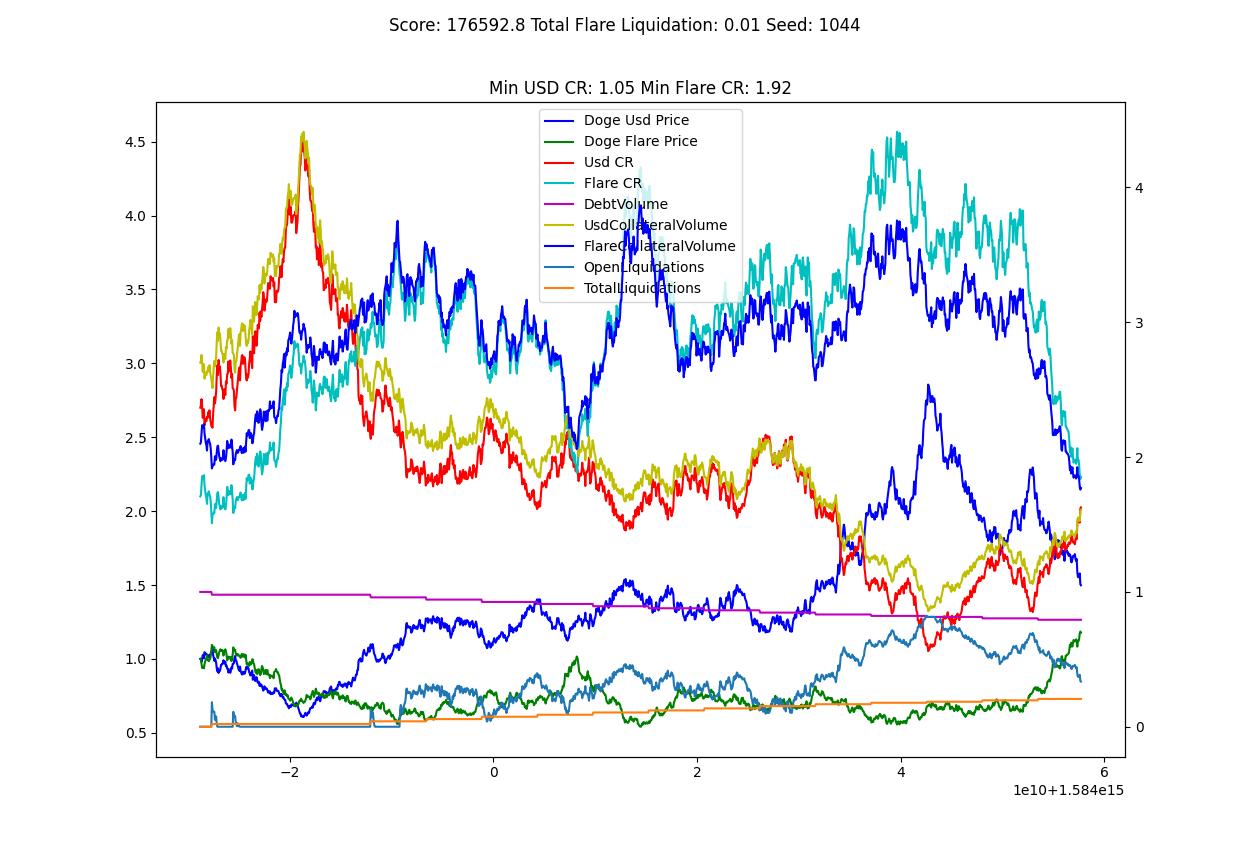 Score: 176592.8 Total Flare Liquidation: 0.01 Seed: 1044
Min USD CR: 1.05 Min Flare CR: 1.92
Doge Usd Price
Doge Flare Price
Usd CR
Flare CR
DebtVolume
UsdCollateralVolume
FlareCollateralVolume
OpenLiquidations
TotalLiquidations
4.5
4.0
3.5
3.0
2.5
2.0
1.5
1.0
0.5
4
3
2
1
0
−2
0
2
4
6
1e10+1.584e15